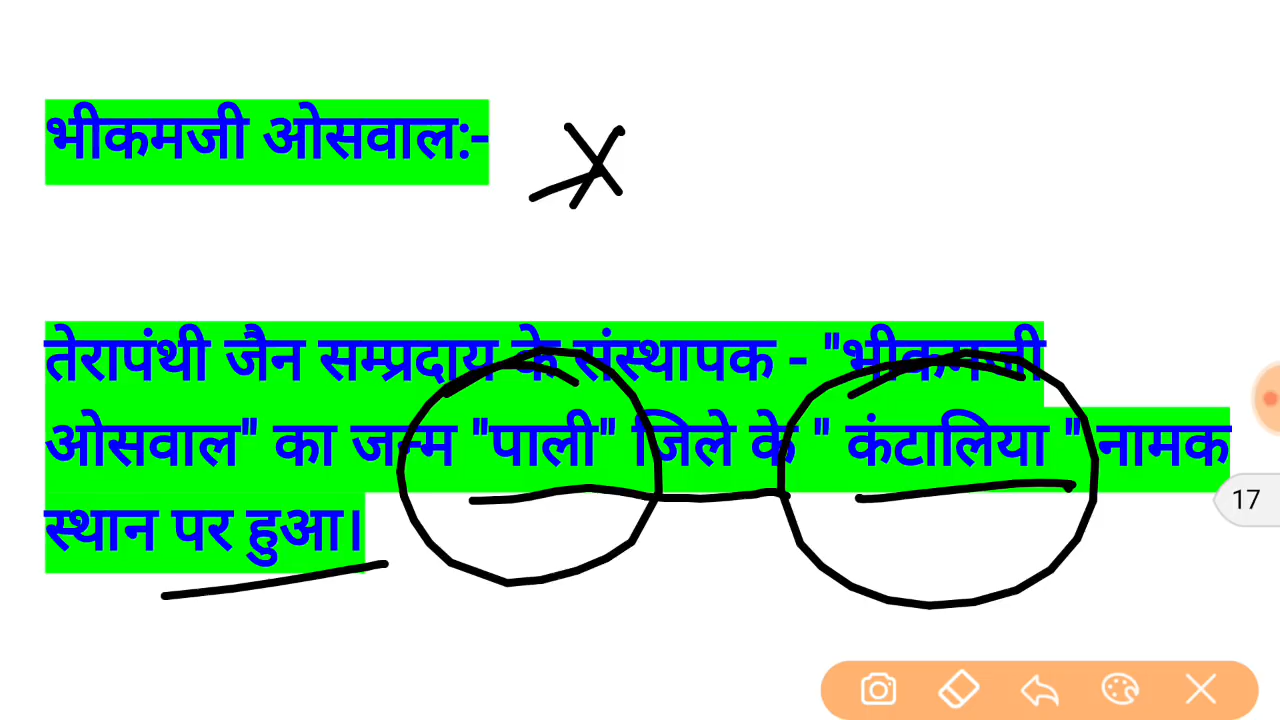 भीकमजी ओसवाल:-
तेरापंथी जैन सम्प्रदाय के संस्थापक - "भीकमजी
ओसवाल" का जन्म "पाली" जिले के " कंटालिया " नामक
स्थान पर हुआ।
17